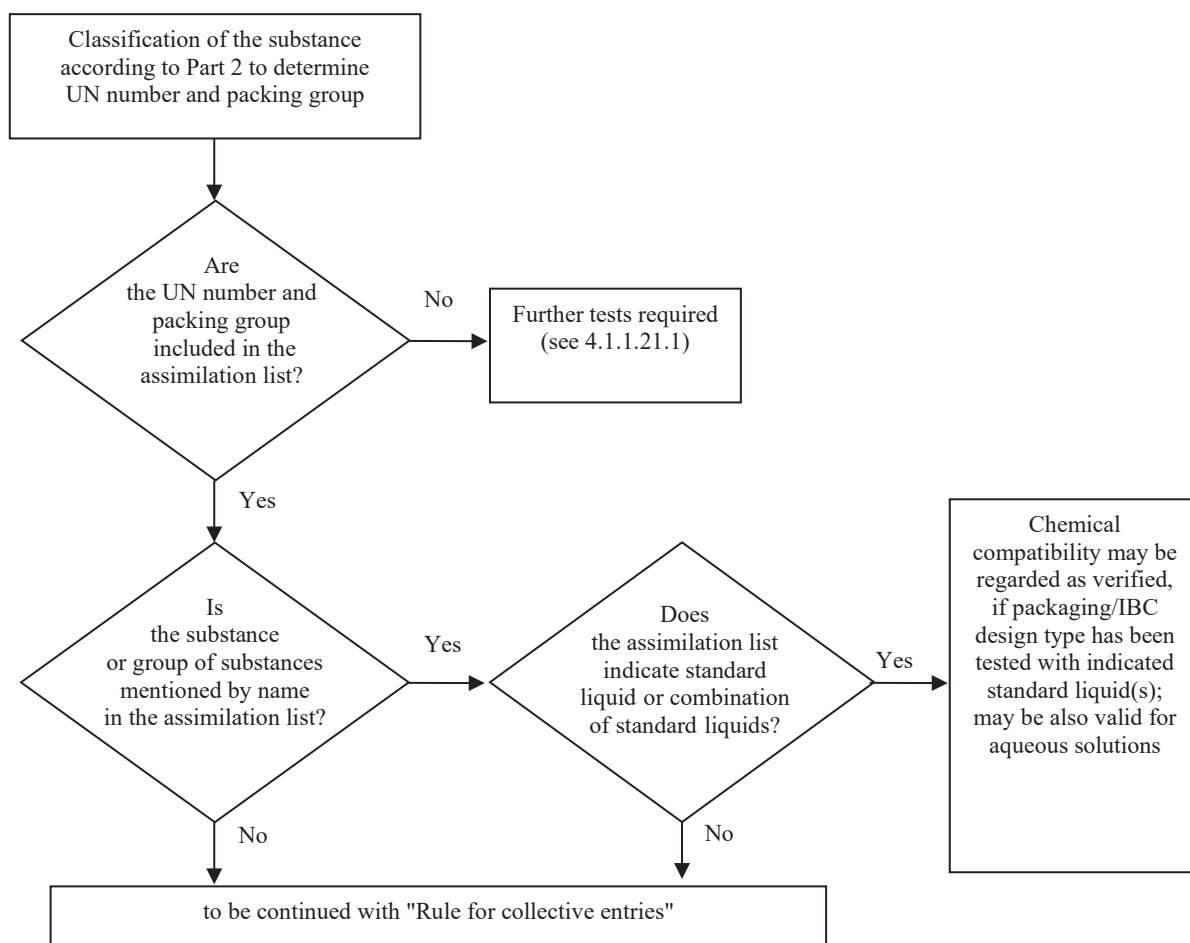 Classification of the substance
according to Part 2 to determine
UN number and packing group
Are
the UN number and
packing group
included in the
assimilation list?
No
Further tests required
(see 4.1.1.21.1)
Yes
Is
the substance
or group of substances
mentioned by name
in the assimilation list?
Yes
Does
the assimilation list
indicate standard
liquid or combination
of standard liquids?
Yes
Chemical
compatibility may be
regarded as verified,
if packaging/IBC
design type has been
tested with indicated
standard liquid(s);
may be also valid for
aqueous solutions
No
No
to be continued with "Rule for collective entries"